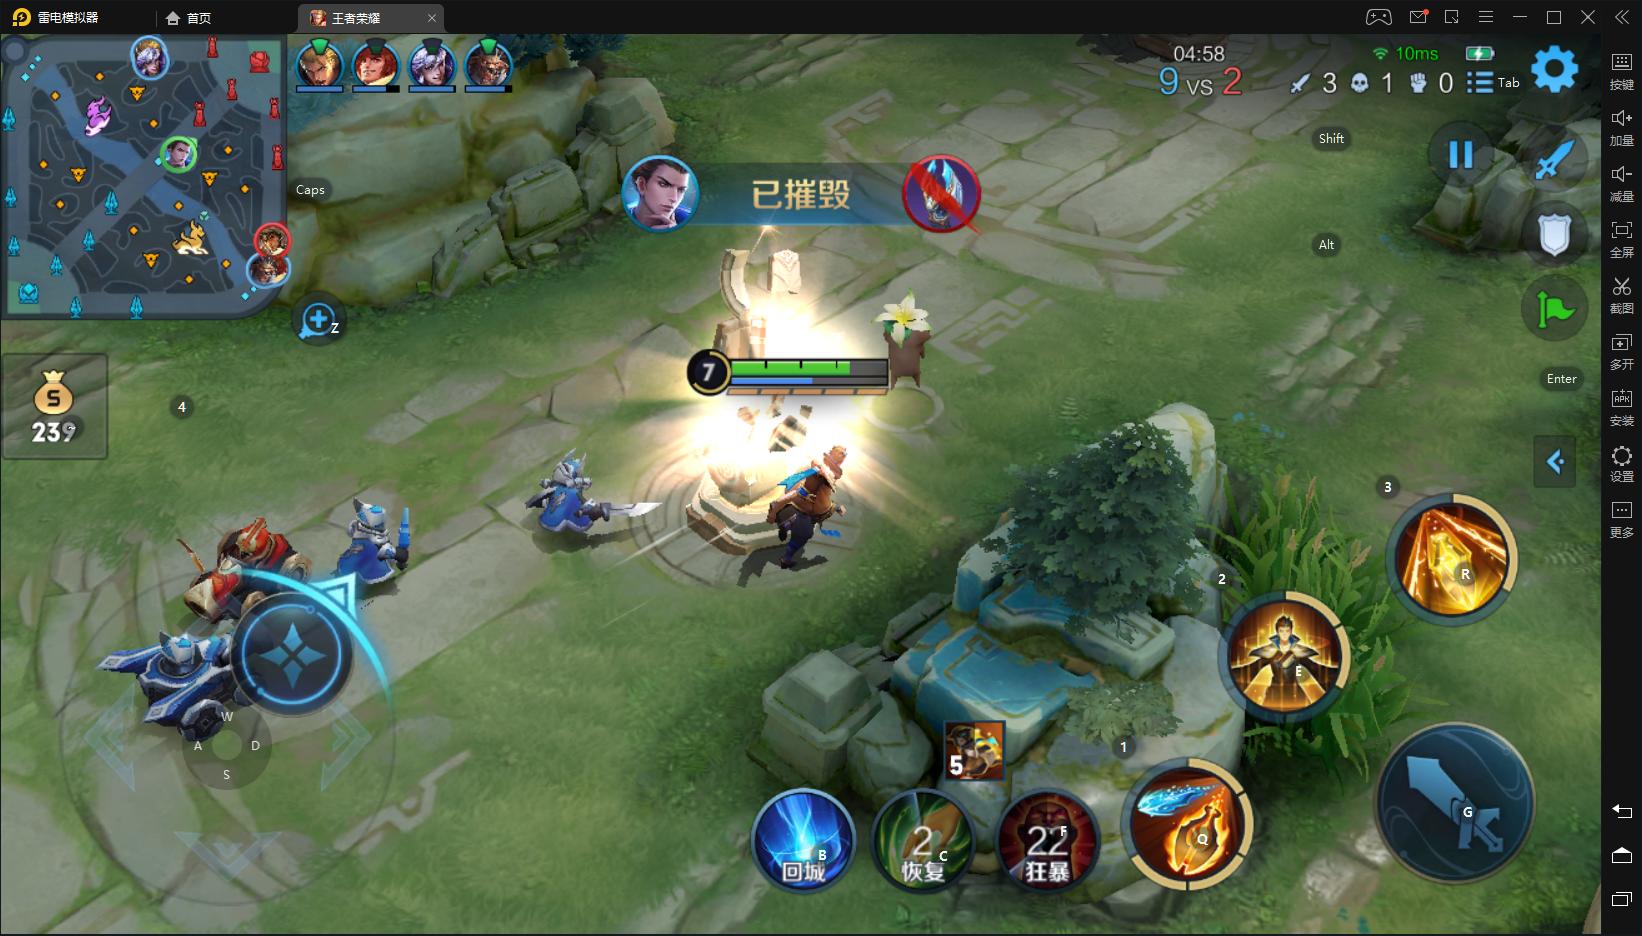 雷电模拟器
首页
王者荣耀
04:58
10ms
9 VS 2
3
1
0
Tab
Shift
Caps
已摧毁
Alt
Z
Enter
7
239
4
3
R
2
E
W
A
D
S
1
5
G
Q
B
回城
2
C
恢复
22
F
狂暴
按键
加量
减量
全屏
截图
多开
APK
安装
设置
更多